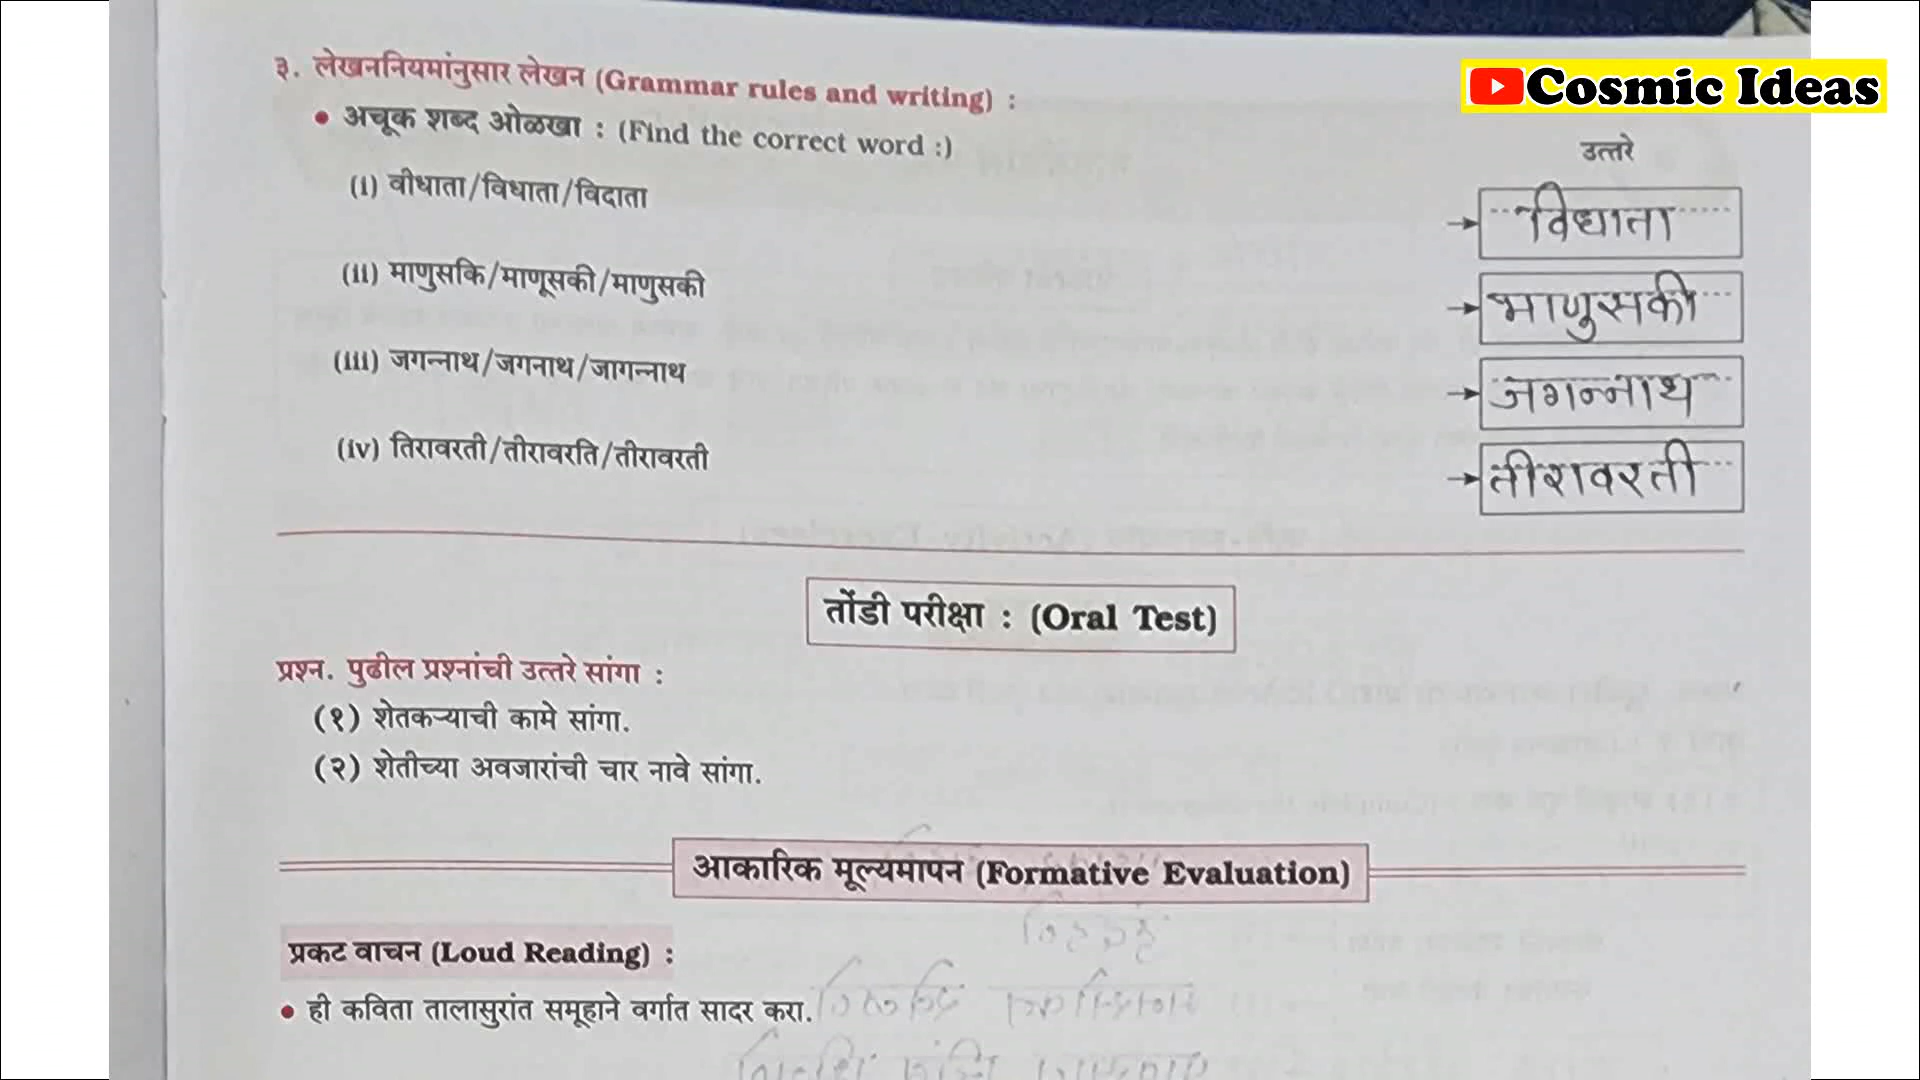 Cosmic Ideas
३. लेखननियमांनुसार लेखन (Grammar rules and writing) :
• अचूक शब्द ओळखा : (Find the correct word :)
उत्तरे
(i) वीधाता/विधाता/विदाता
→ विधाता
(ii) माणुसकि/माणूसकी/माणुसकी
→ माणुसकी
(iii) जगन्नाथ/जगनाथ/जागन्नाथ
→ जगन्नाथ
(iv) तिरावरती/तीरावरति/तीरावरती
→ तीरावरती
तोंडी परीक्षा : (Oral Test)
प्रश्न. पुढील प्रश्नांची उत्तरे सांगा :
(१) शेतकऱ्याची कामे सांगा.
(२) शेतीच्या अवजारांची चार नावे सांगा.
आकारिक मूल्यमापन (Formative Evaluation)
प्रकट वाचन (Loud Reading) :
• ही कविता तालासुरांत समूहाने वर्गात सादर करा.